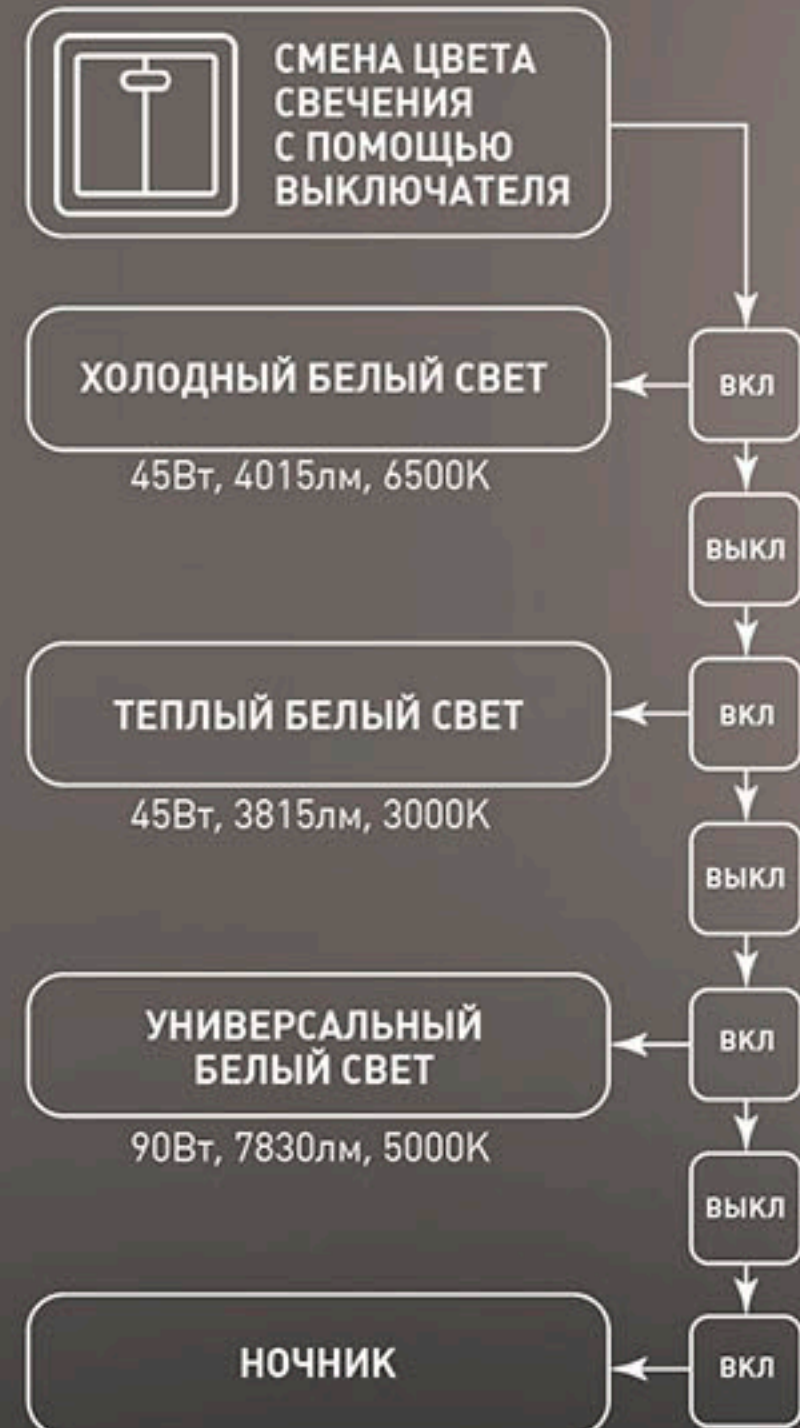 СМЕНА ЦВЕТА
СВЕЧЕНИЯ
С ПОМОЩЬЮ
ВЫКЛЮЧАТЕЛЯ
ХОЛОДНЫЙ БЕЛЫЙ СВЕТ
ВКЛ
45Вт, 4015лм, 6500К
ВЫКЛ
ТЕПЛЫЙ БЕЛЫЙ СВЕТ
ВКЛ
45Вт, 3815лм, 3000К
ВЫКЛ
УНИВЕРСАЛЬНЫЙ
БЕЛЫЙ СВЕТ
ВКЛ
90Вт, 7830лм, 5000К
ВЫКЛ
НОЧНИК
ВКЛ